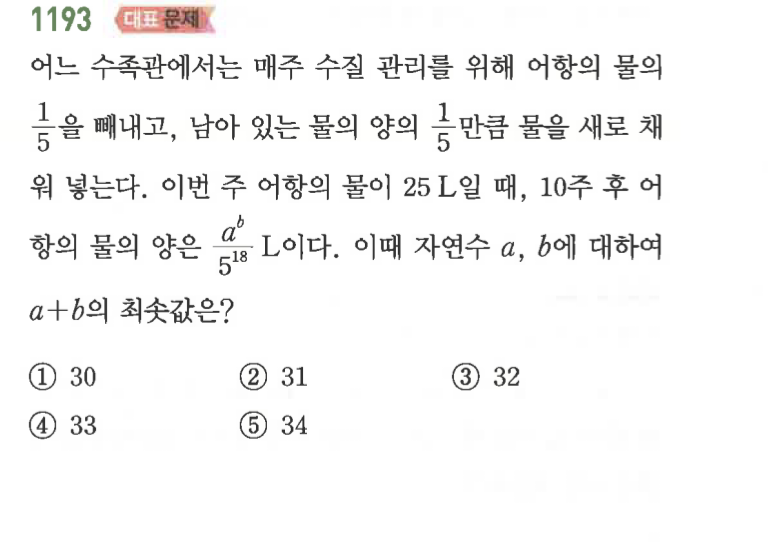 1193 대표 문제
어느 수족관에서는 매주 수질 관리를 위해 어항의 물의
1/5을 빼내고, 남아 있는 물의 양의 1/5만큼 물을 새로 채
워 넣는다. 이번 주 어항의 물이 25 L일 때, 10주 후 어
항의 물의 양은 a^b/5^18 L이다. 이때 자연수 a, b에 대하여
a+b의 최솟값은?
① 30 ② 31 ③ 32
④ 33 ⑤ 34